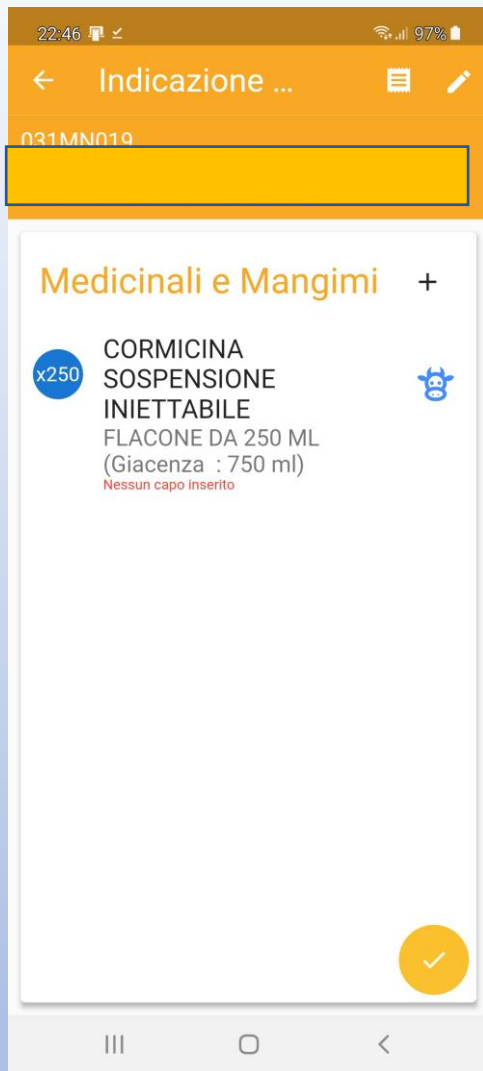 22:46 97%
Indicazione ...
031MN019
Medicinali e Mangimi +
x250
CORMICINA
SOSPENSIONE
INIETTABILE
FLACONE DA 250 ML
(Giacenza : 750 ml)
Nessun capo inserito